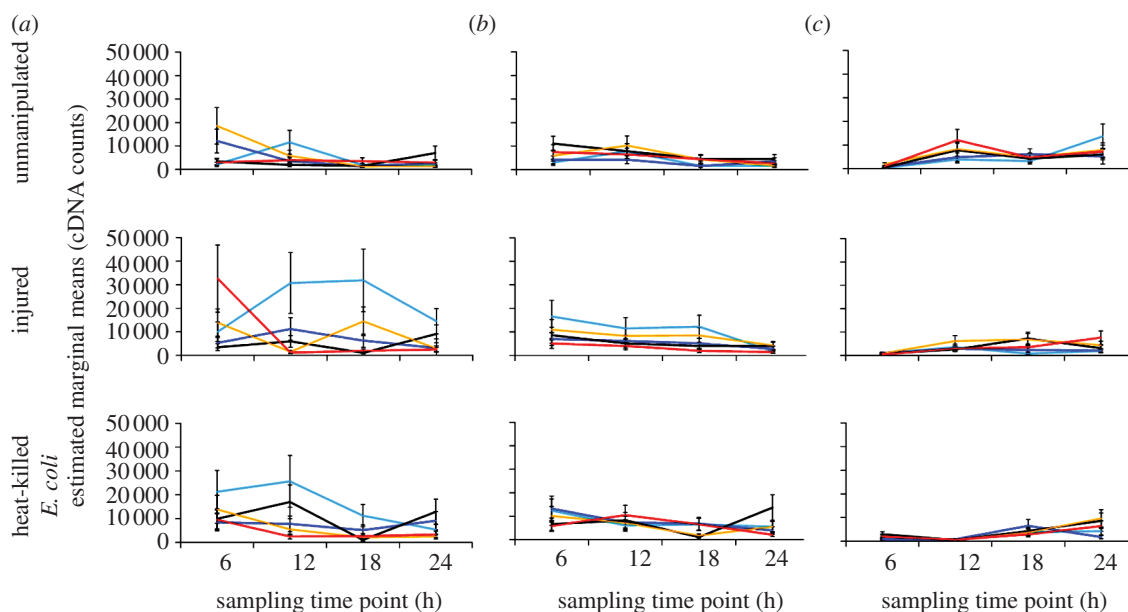 (a) (b) (c)
unmanipulated
injured
heat-killed
E. coli
estimated marginal means (cDNA counts)
50 000
40 000
30 000
20 000
10 000
0
50 000
40 000
30 000
20 000
10 000
0
50 000
40 000
30 000
20 000
10 000
0
6 12 18 24 6 12 18 24 6 12 18 24
sampling time point (h) sampling time point (h) sampling time point (h)